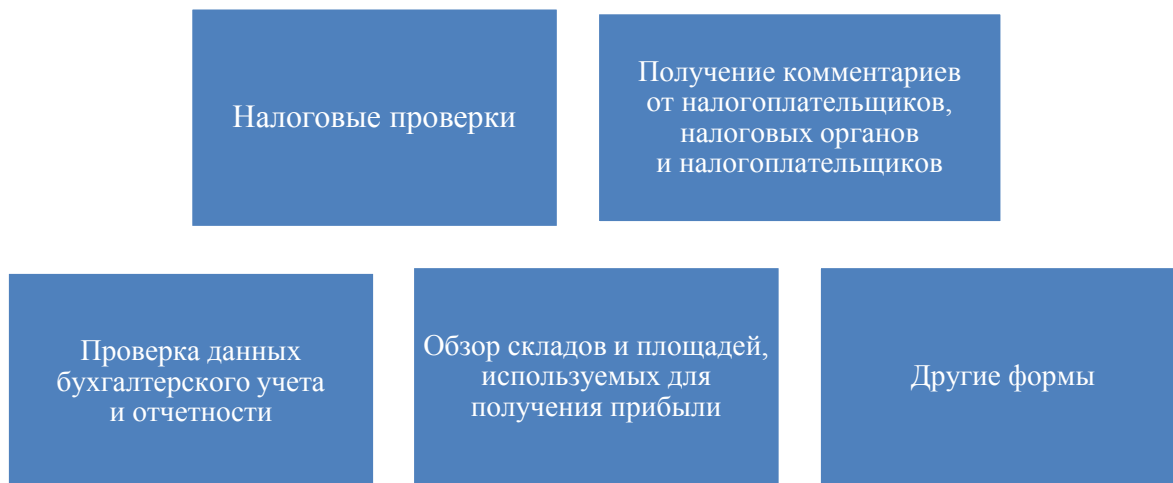 Налоговые проверки
Получение комментариев
от налогоплательщиков,
налоговых органов
и налогоплательщиков
Проверка данных
бухгалтерского учета
и отчетности
Обзор складов и площадей,
используемых для
получения прибыли
Другие формы